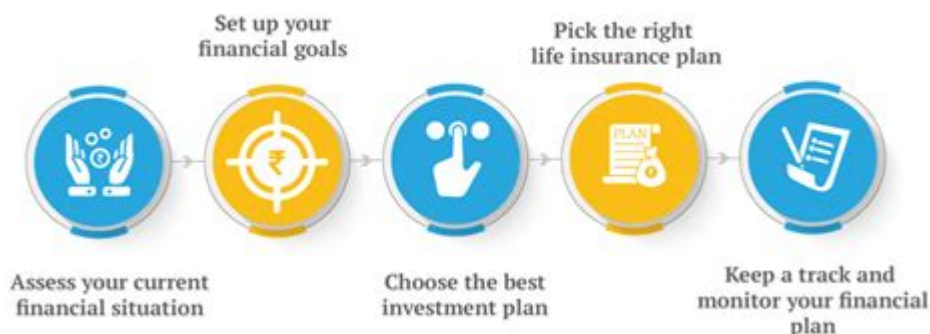 Set up your
financial goals
Pick the right
life insurance plan
₹
₹
PLAN
₹
Assess your current
financial situation
Choose the best
investment plan
Keep a track and
monitor your financial
plan